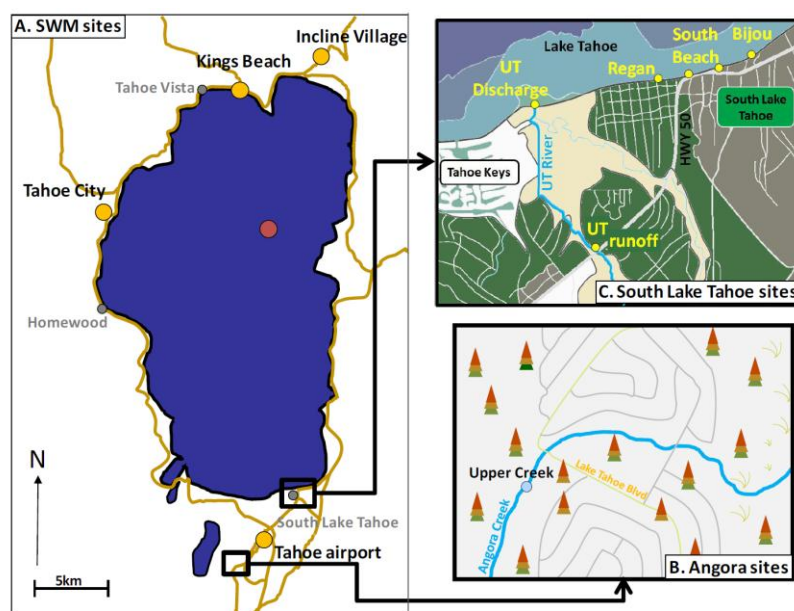 A. SWM sites
Incline Village
Kings Beach
Tahoe Vista
Tahoe City
Homewood
N
South Lake Tahoe
Tahoe airport
5km
Lake Tahoe
South
Beach
Bijou
Regan
UT
Discharge
South Lake
Tahoe
HWY 50
Tahoe Keys
UT River
UT
runoff
C. South Lake Tahoe sites
Upper Creek
Lake Tahoe Blvd
Angora Creek
B. Angora sites